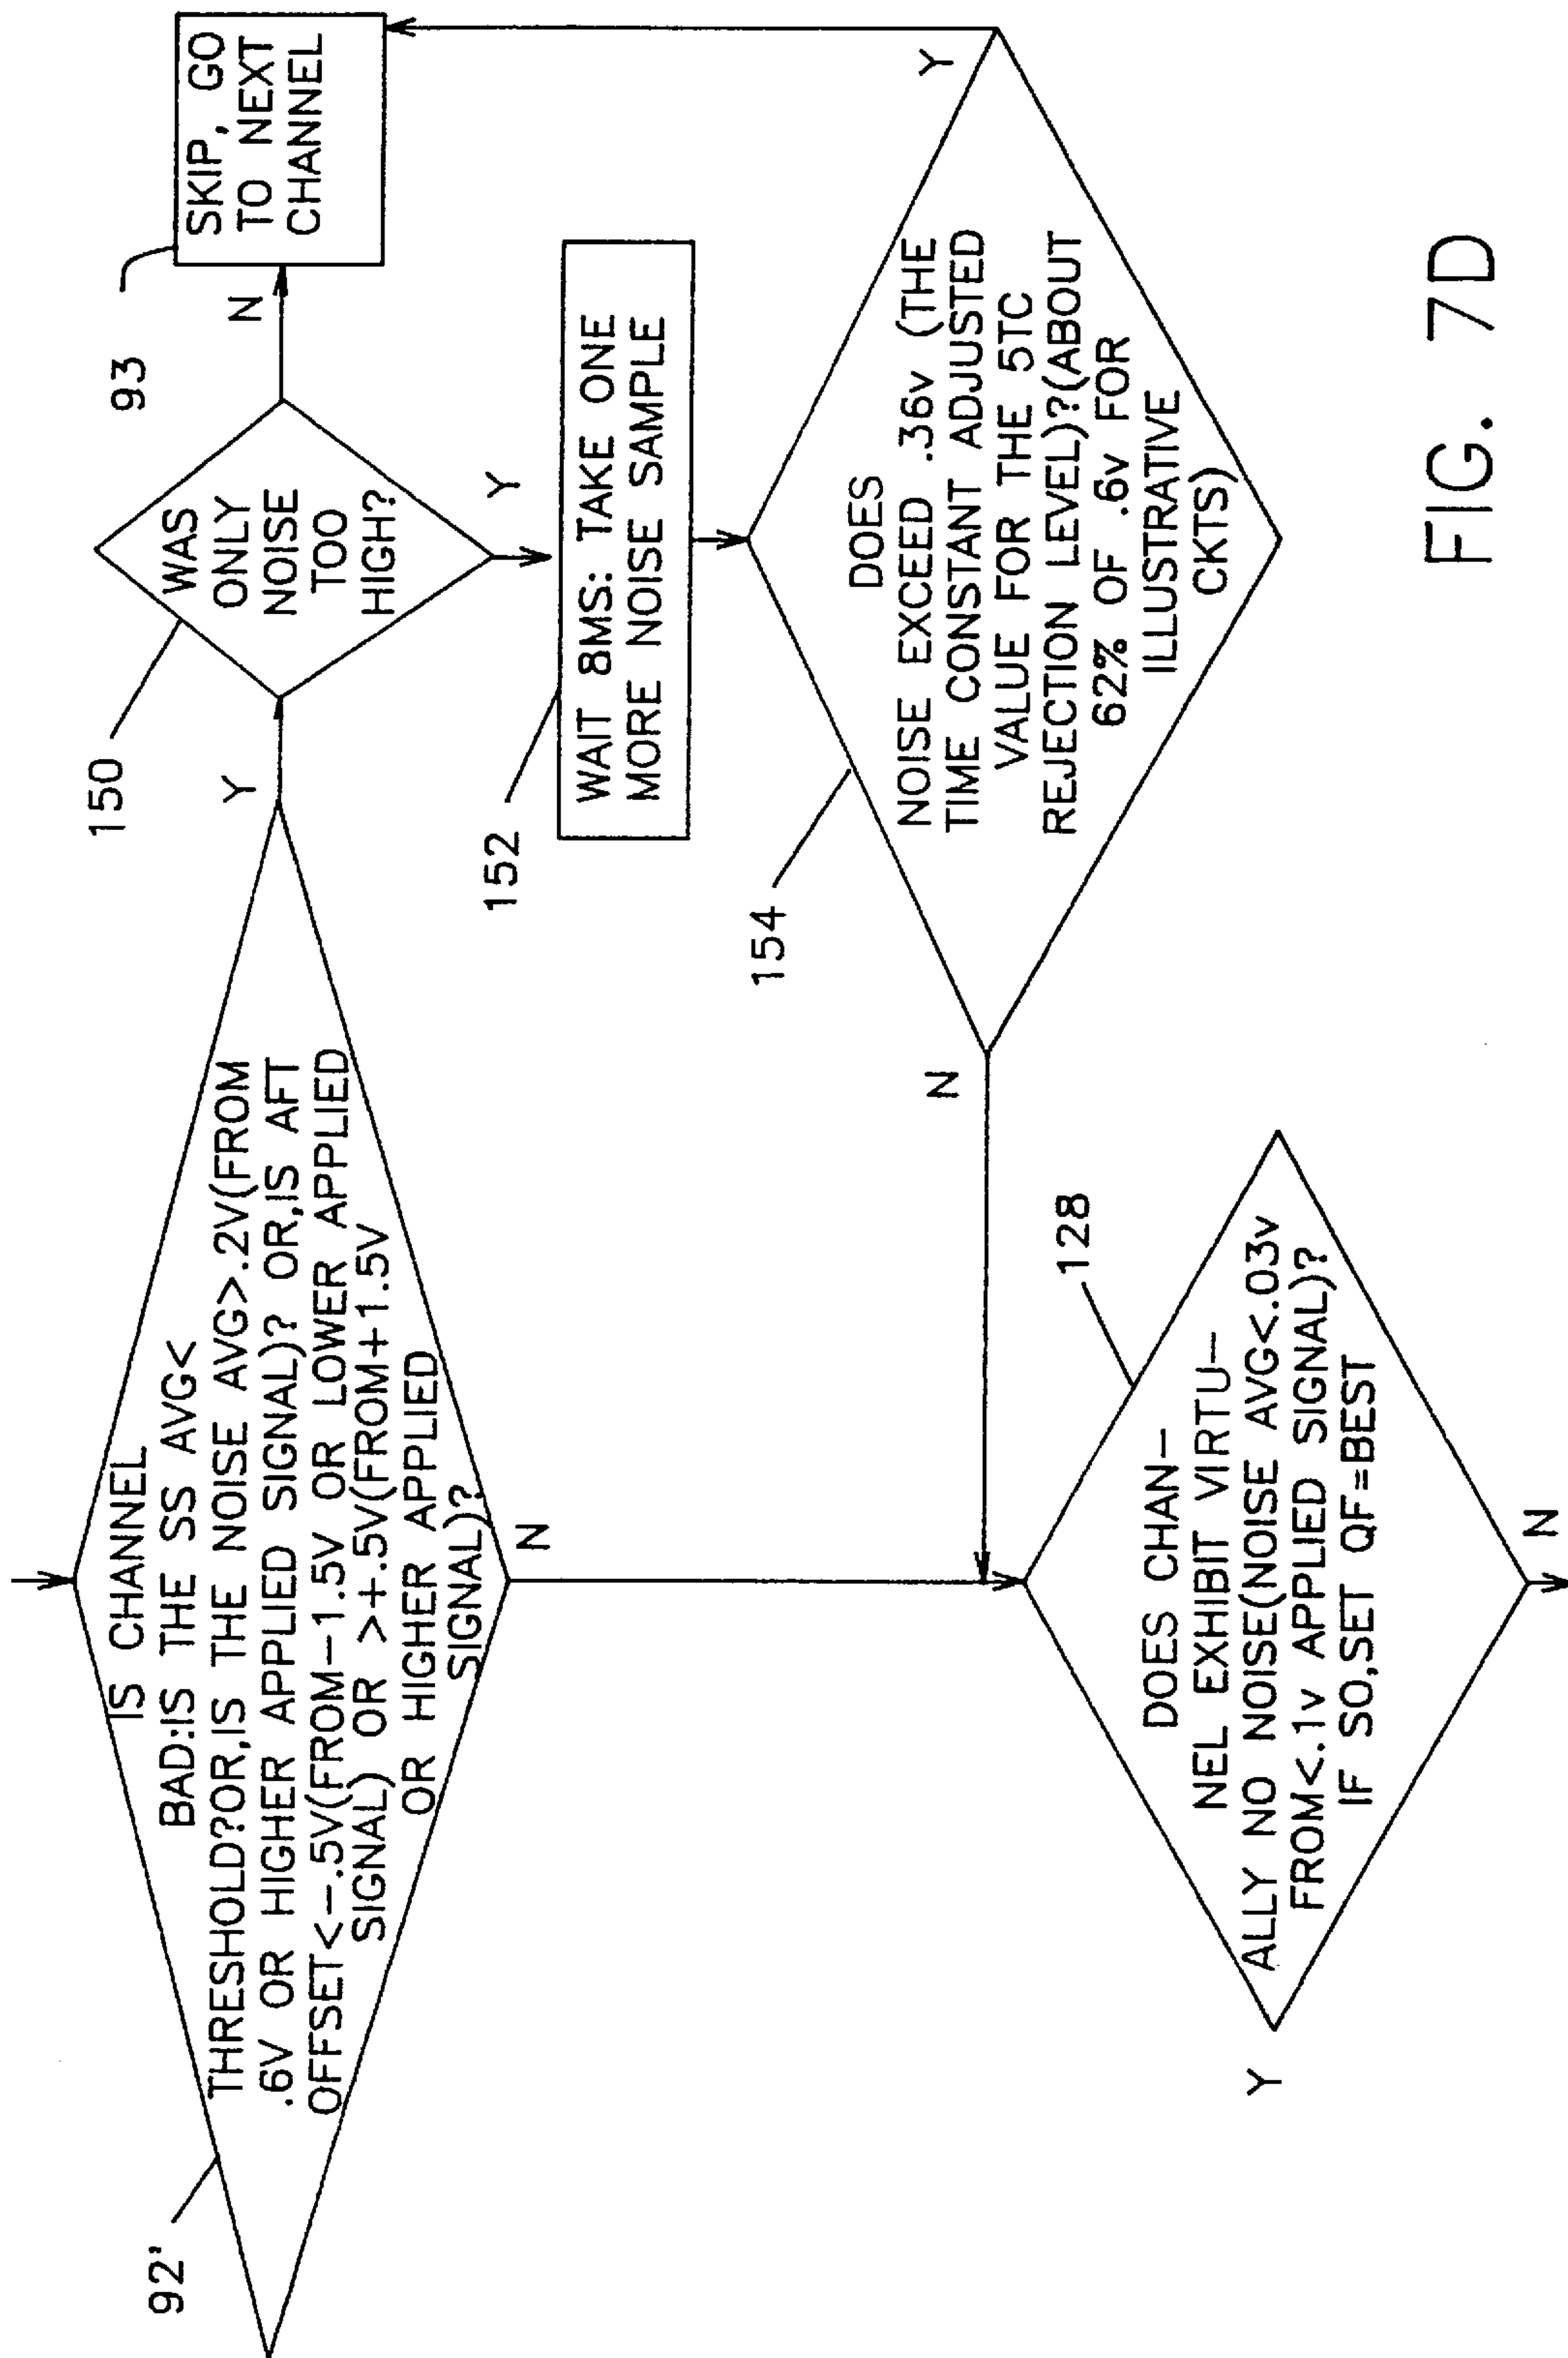 92'
IS CHANNEL
BAD:IS THE SS AVG<
THRESHOLD?OR,IS THE NOISE AVG>.2V(FROM
.6V OR HIGHER APPLIED SIGNAL)? OR,IS AFT
OFFSET<-.5V(FROM-1.5V OR LOWER APPLIED
SIGNAL) OR >+.5V(FROM+1.5V
OR HIGHER APPLIED
SIGNAL)?
Y
N
150
WAS
ONLY
NOISE
TOO
HIGH?
N
Y
93
SKIP, GO
TO NEXT
CHANNEL
152
WAIT 8MS: TAKE ONE
MORE NOISE SAMPLE
154
DOES
NOISE EXCEED .36v (THE
TIME CONSTANT ADJUSTED
VALUE FOR THE 5TC
REJECTION LEVEL)?(ABOUT
62% OF .6v FOR
ILLUSTRATIVE
CKTS)
Y
N
128
DOES CHAN-
NEL EXHIBIT VIRTU-
ALLY NO NOISE(NOISE AVG<.03v
FROM<.1v APPLIED SIGNAL)?
IF SO,SET QF=BEST
Y
N
FIG. 7D